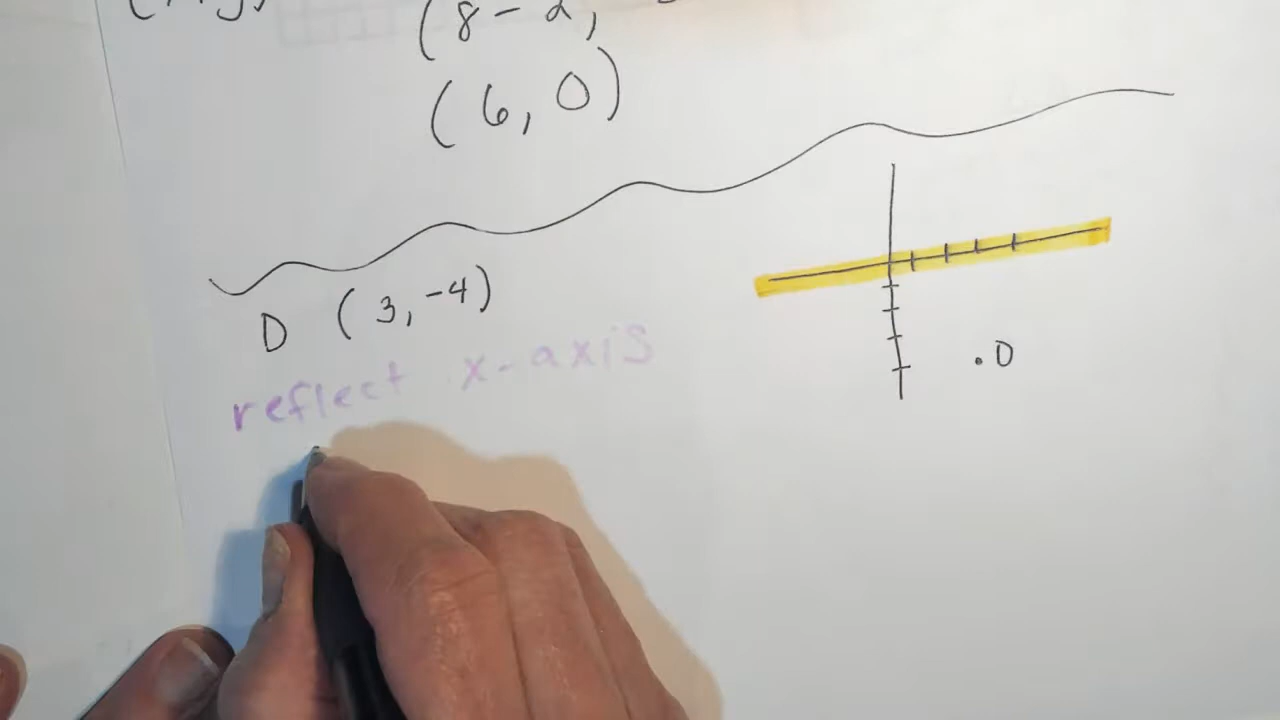 (8 - 2,
(6, 0)
D (3, -4)
reflect x-axis
. D